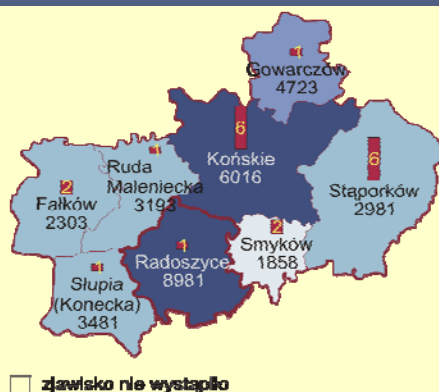 1
Gowarczów
4723
6
Końskie
6016
1
Ruda
Maleniecka
3193
6
Stąporków
2981
2
Fałków
2303
2
Smyków
1858
1
Radoszyce
8981
1
Słupia
(Konecka)
3481
zjawisko nie wystąpiło